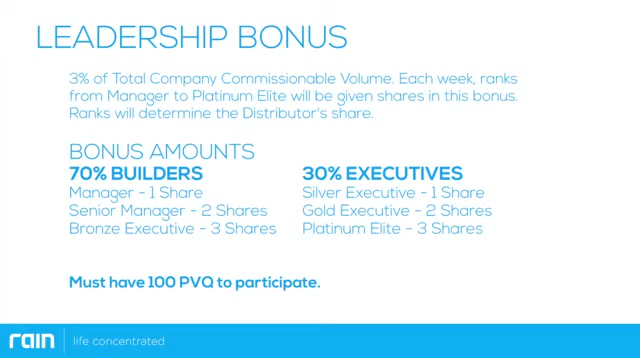 LEADERSHIP BONUS
3% of Total Company Commissionable Volume. Each week, ranks
from Manager to Platinum Elite will be given shares in this bonus.
Ranks will determine the Distributor's share.
BONUS AMOUNTS
70% BUILDERS
Manager - 1 Share
Senior Manager - 2 Shares
Bronze Executive - 3 Shares
30% EXECUTIVES
Silver Executive - 1 Share
Gold Executive - 2 Shares
Platinum Elite - 3 Shares
Must have 100 PVQ to participate.
rain
life concentrated